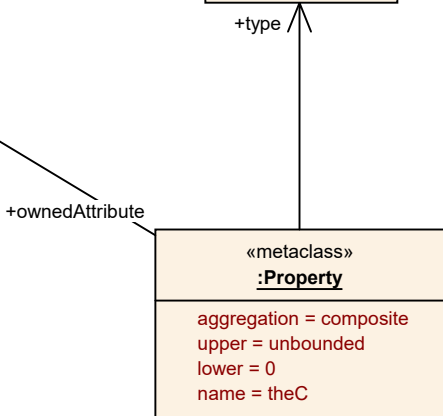 +type
+ownedAttribute
«metaclass»
:Property
aggregation = composite
upper = unbounded
lower = 0
name = theC